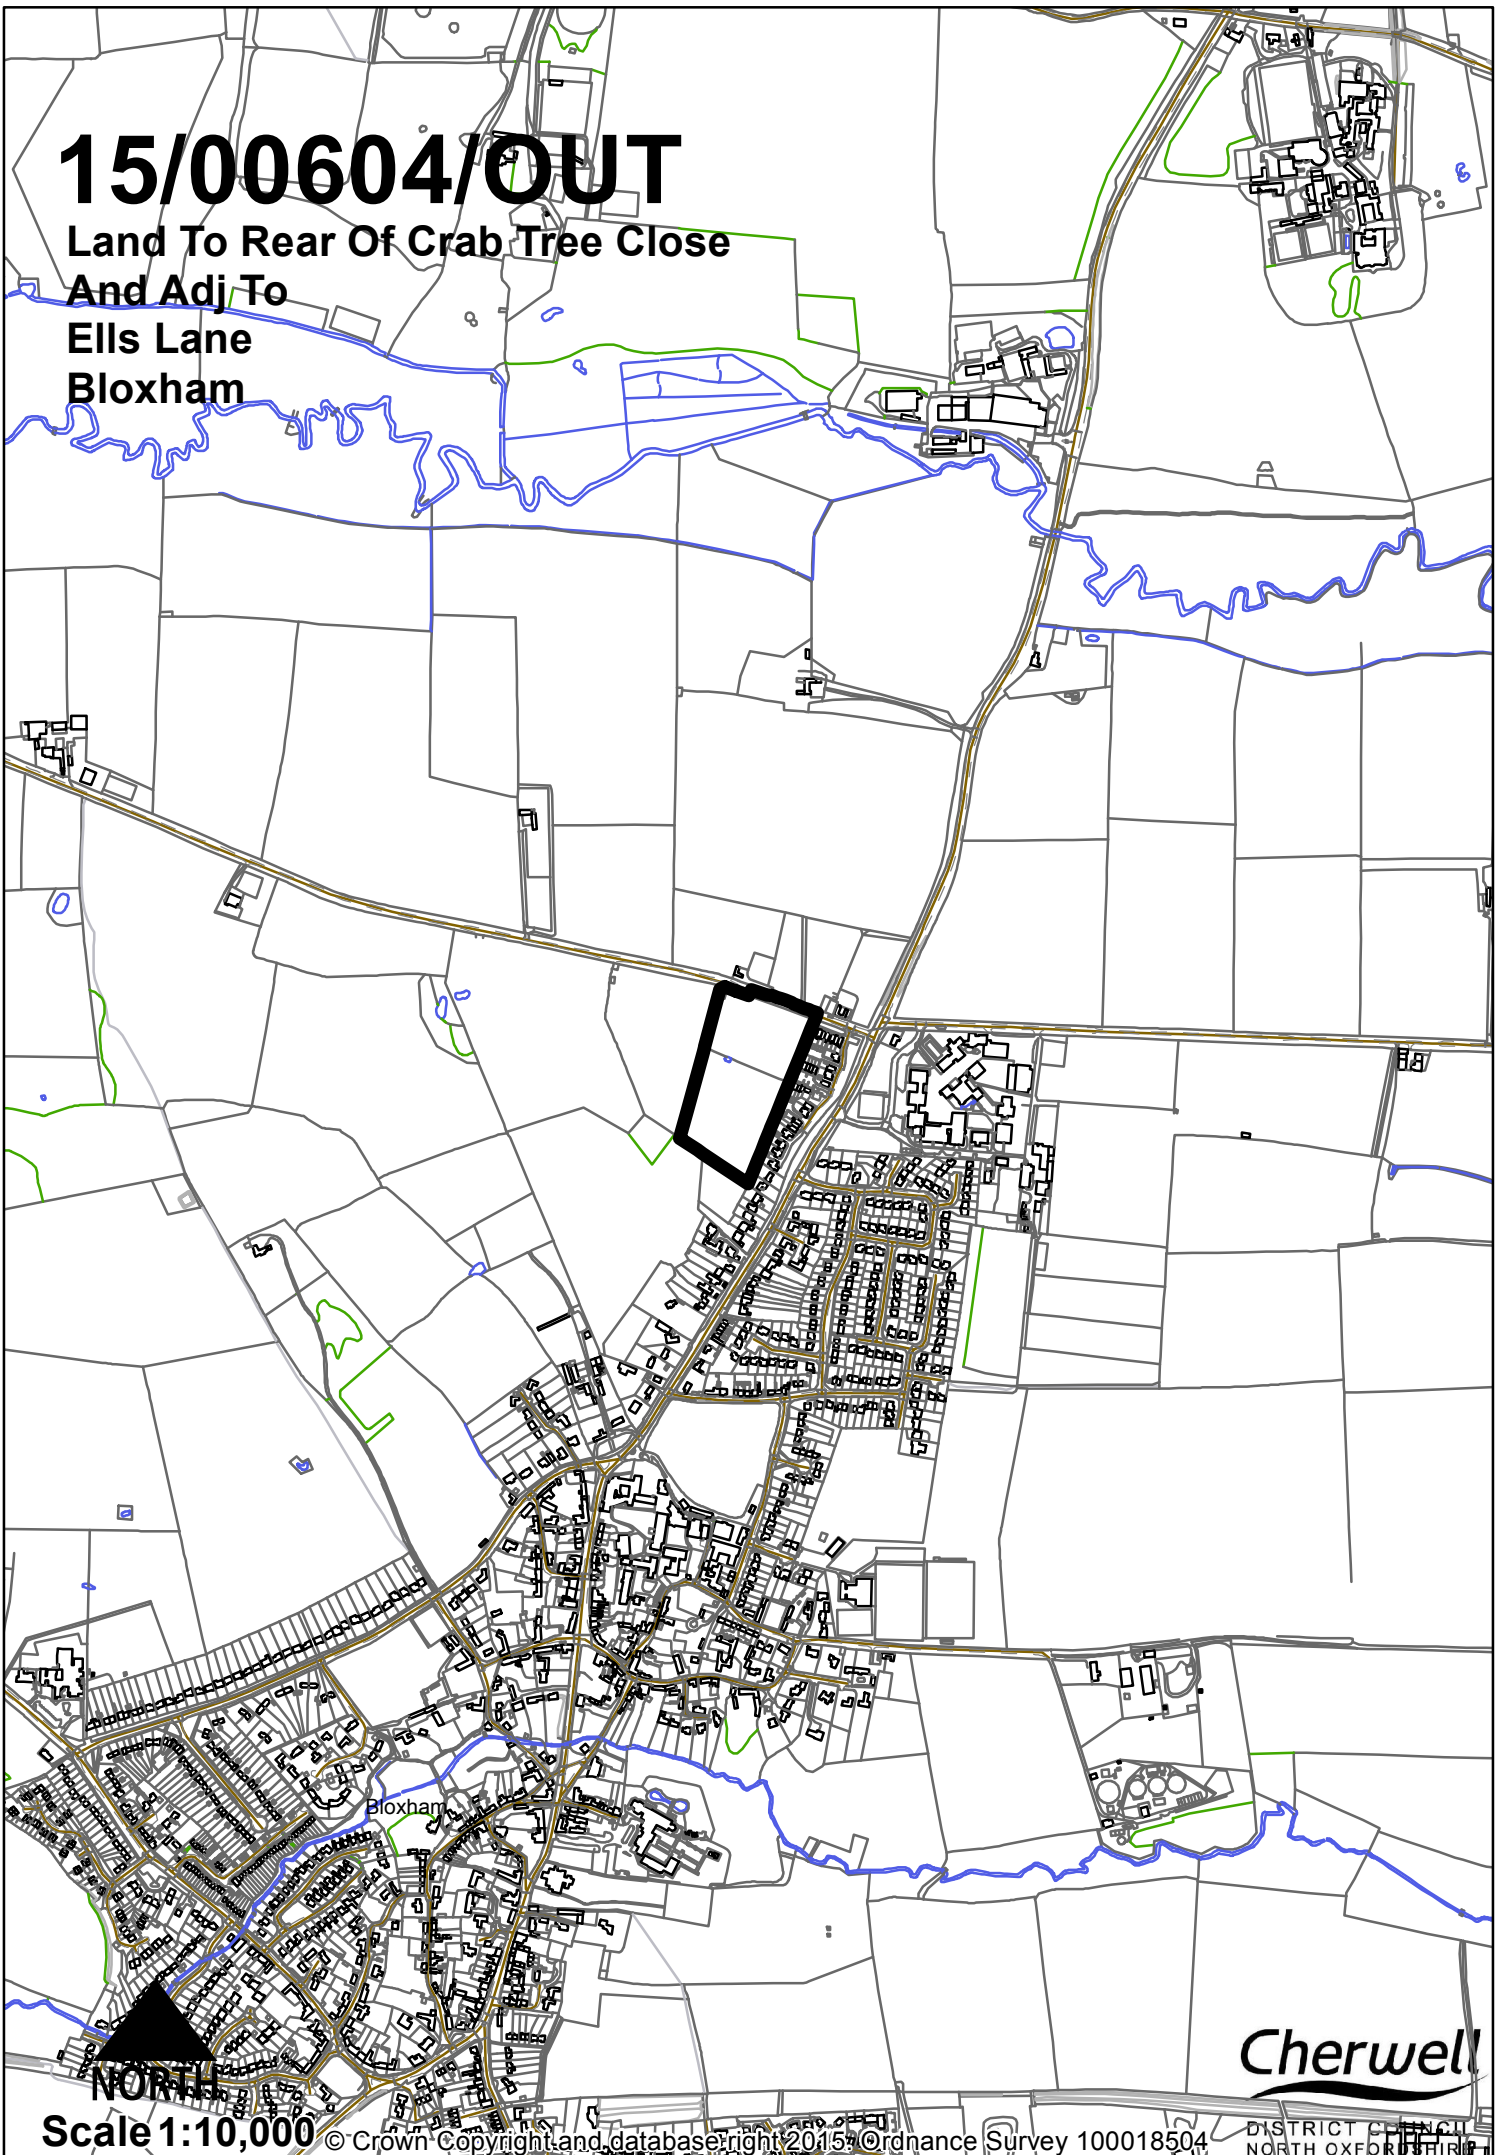 15/00604/OUT
Land To Rear Of Crab Tree Close
And Adj To
Ells Lane
Bloxham
Bloxham
NORTH
Scale 1:10,000
© Crown Copyright and database right 2015. Ordnance Survey 100018504
Cherwell
DISTRICT COUNCIL
NORTH OXFORDSHIRE